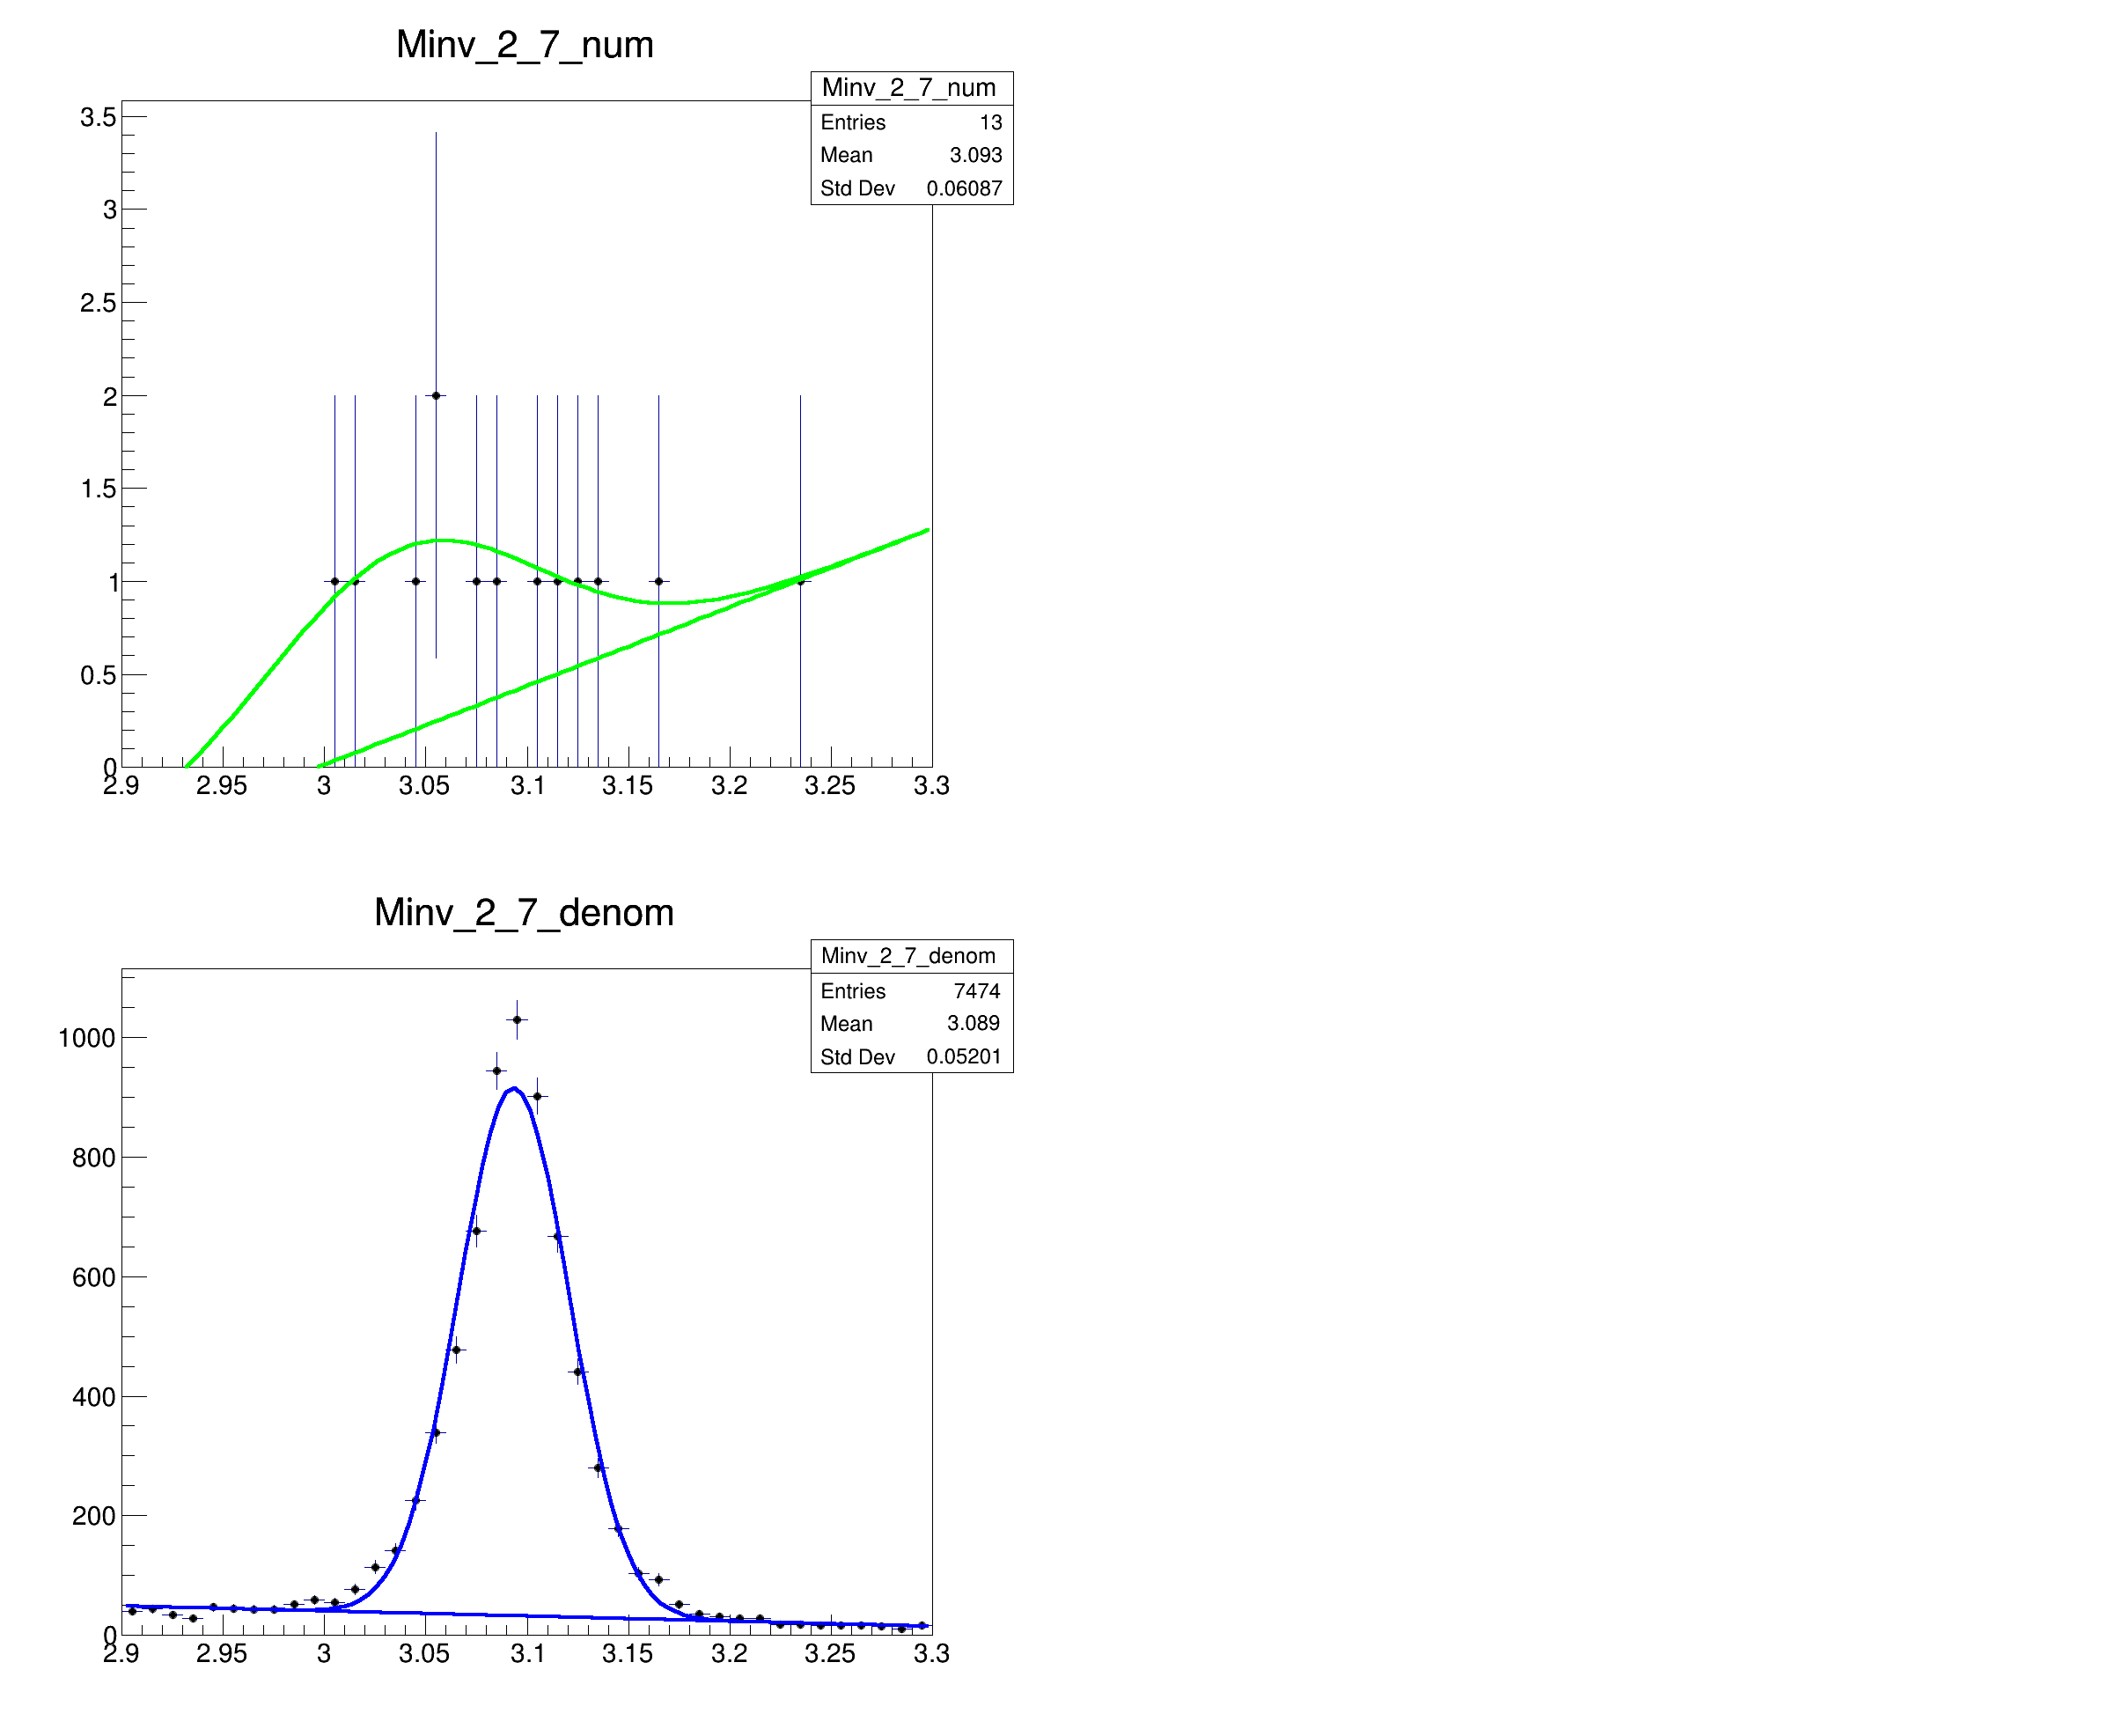 Minv_2_7_num
Minv_2_7_num
Entries 13
Mean 3.093
Std Dev 0.06087
3.5
3
2.5
2
1.5
1
0.5
0
2.9 2.95 3 3.05 3.1 3.15 3.2 3.25 3.3
Minv_2_7_denom
Minv_2_7_denom
Entries 7474
Mean 3.089
Std Dev 0.05201
1000
800
600
400
200
0
2.9 2.95 3 3.05 3.1 3.15 3.2 3.25 3.3